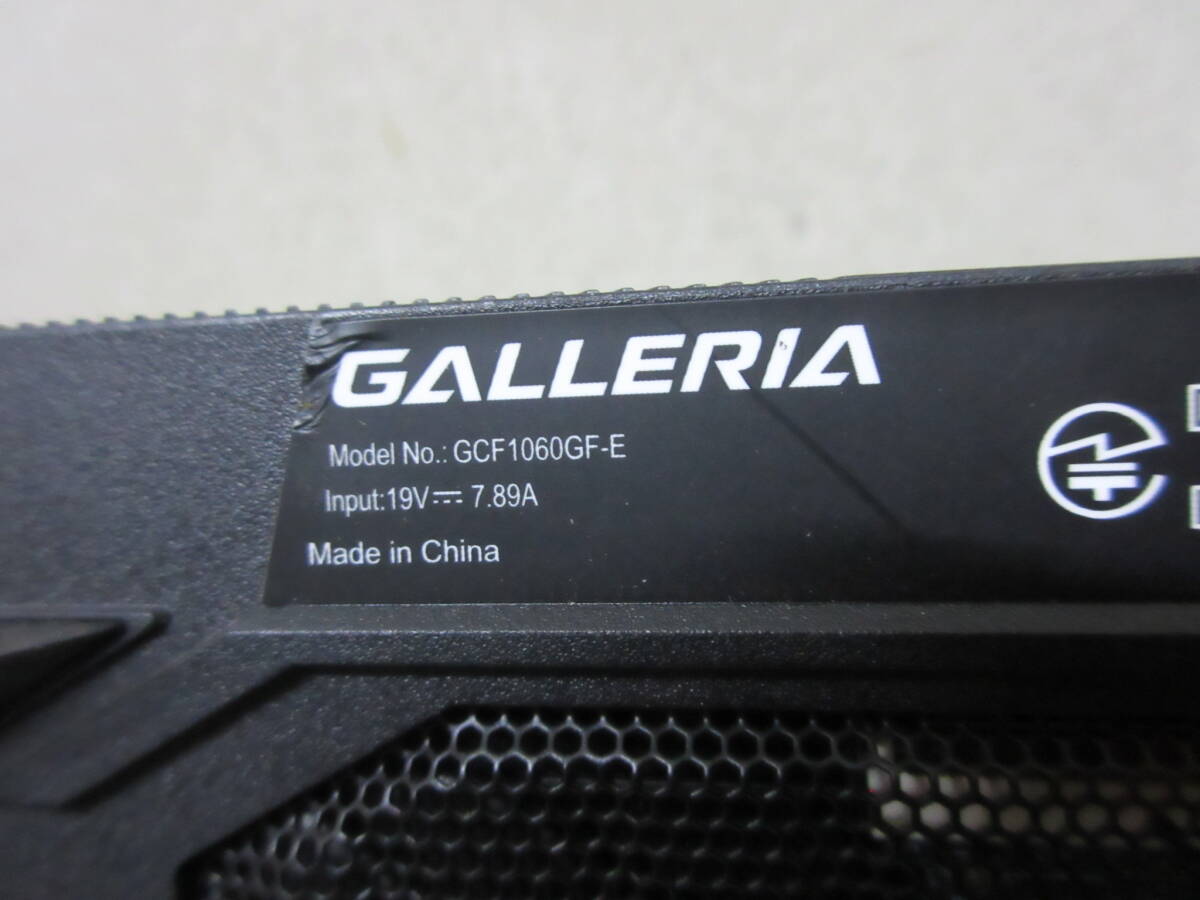 GALLERIA
Model No.: GCF1060GF-E
Input:19V⎓ 7.89A
Made in China